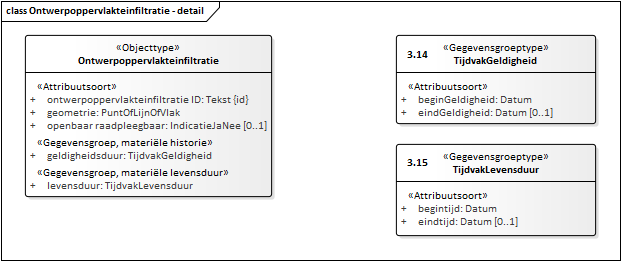 class Ontwerpoppervlakteinfiltratie - detail
«Objecttype»
Ontwerpoppervlakteinfiltratie
«Attribuutsoort»
+ ontwerpoppervlakteinfiltratie ID: Tekst {id}
+ geometrie: PuntOfLijnOfVlak
+ openbaar raadpleegbaar: IndicatieJaNee [0..1]
«Gegevensgroep, materiële historie»
+ geldigheidsduur: TijdvakGeldigheid
«Gegevensgroep, materiële levensduur»
+ levensduur: TijdvakLevensduur
3.14 «Gegevensgroeptype»
TijdvakGeldigheid
«Attribuutsoort»
+ beginGeldigheid: Datum
+ eindGeldigheid: Datum [0..1]
3.15 «Gegevensgroeptype»
TijdvakLevensduur
«Attribuutsoort»
+ begintijd: Datum
+ eindtijd: Datum [0..1]